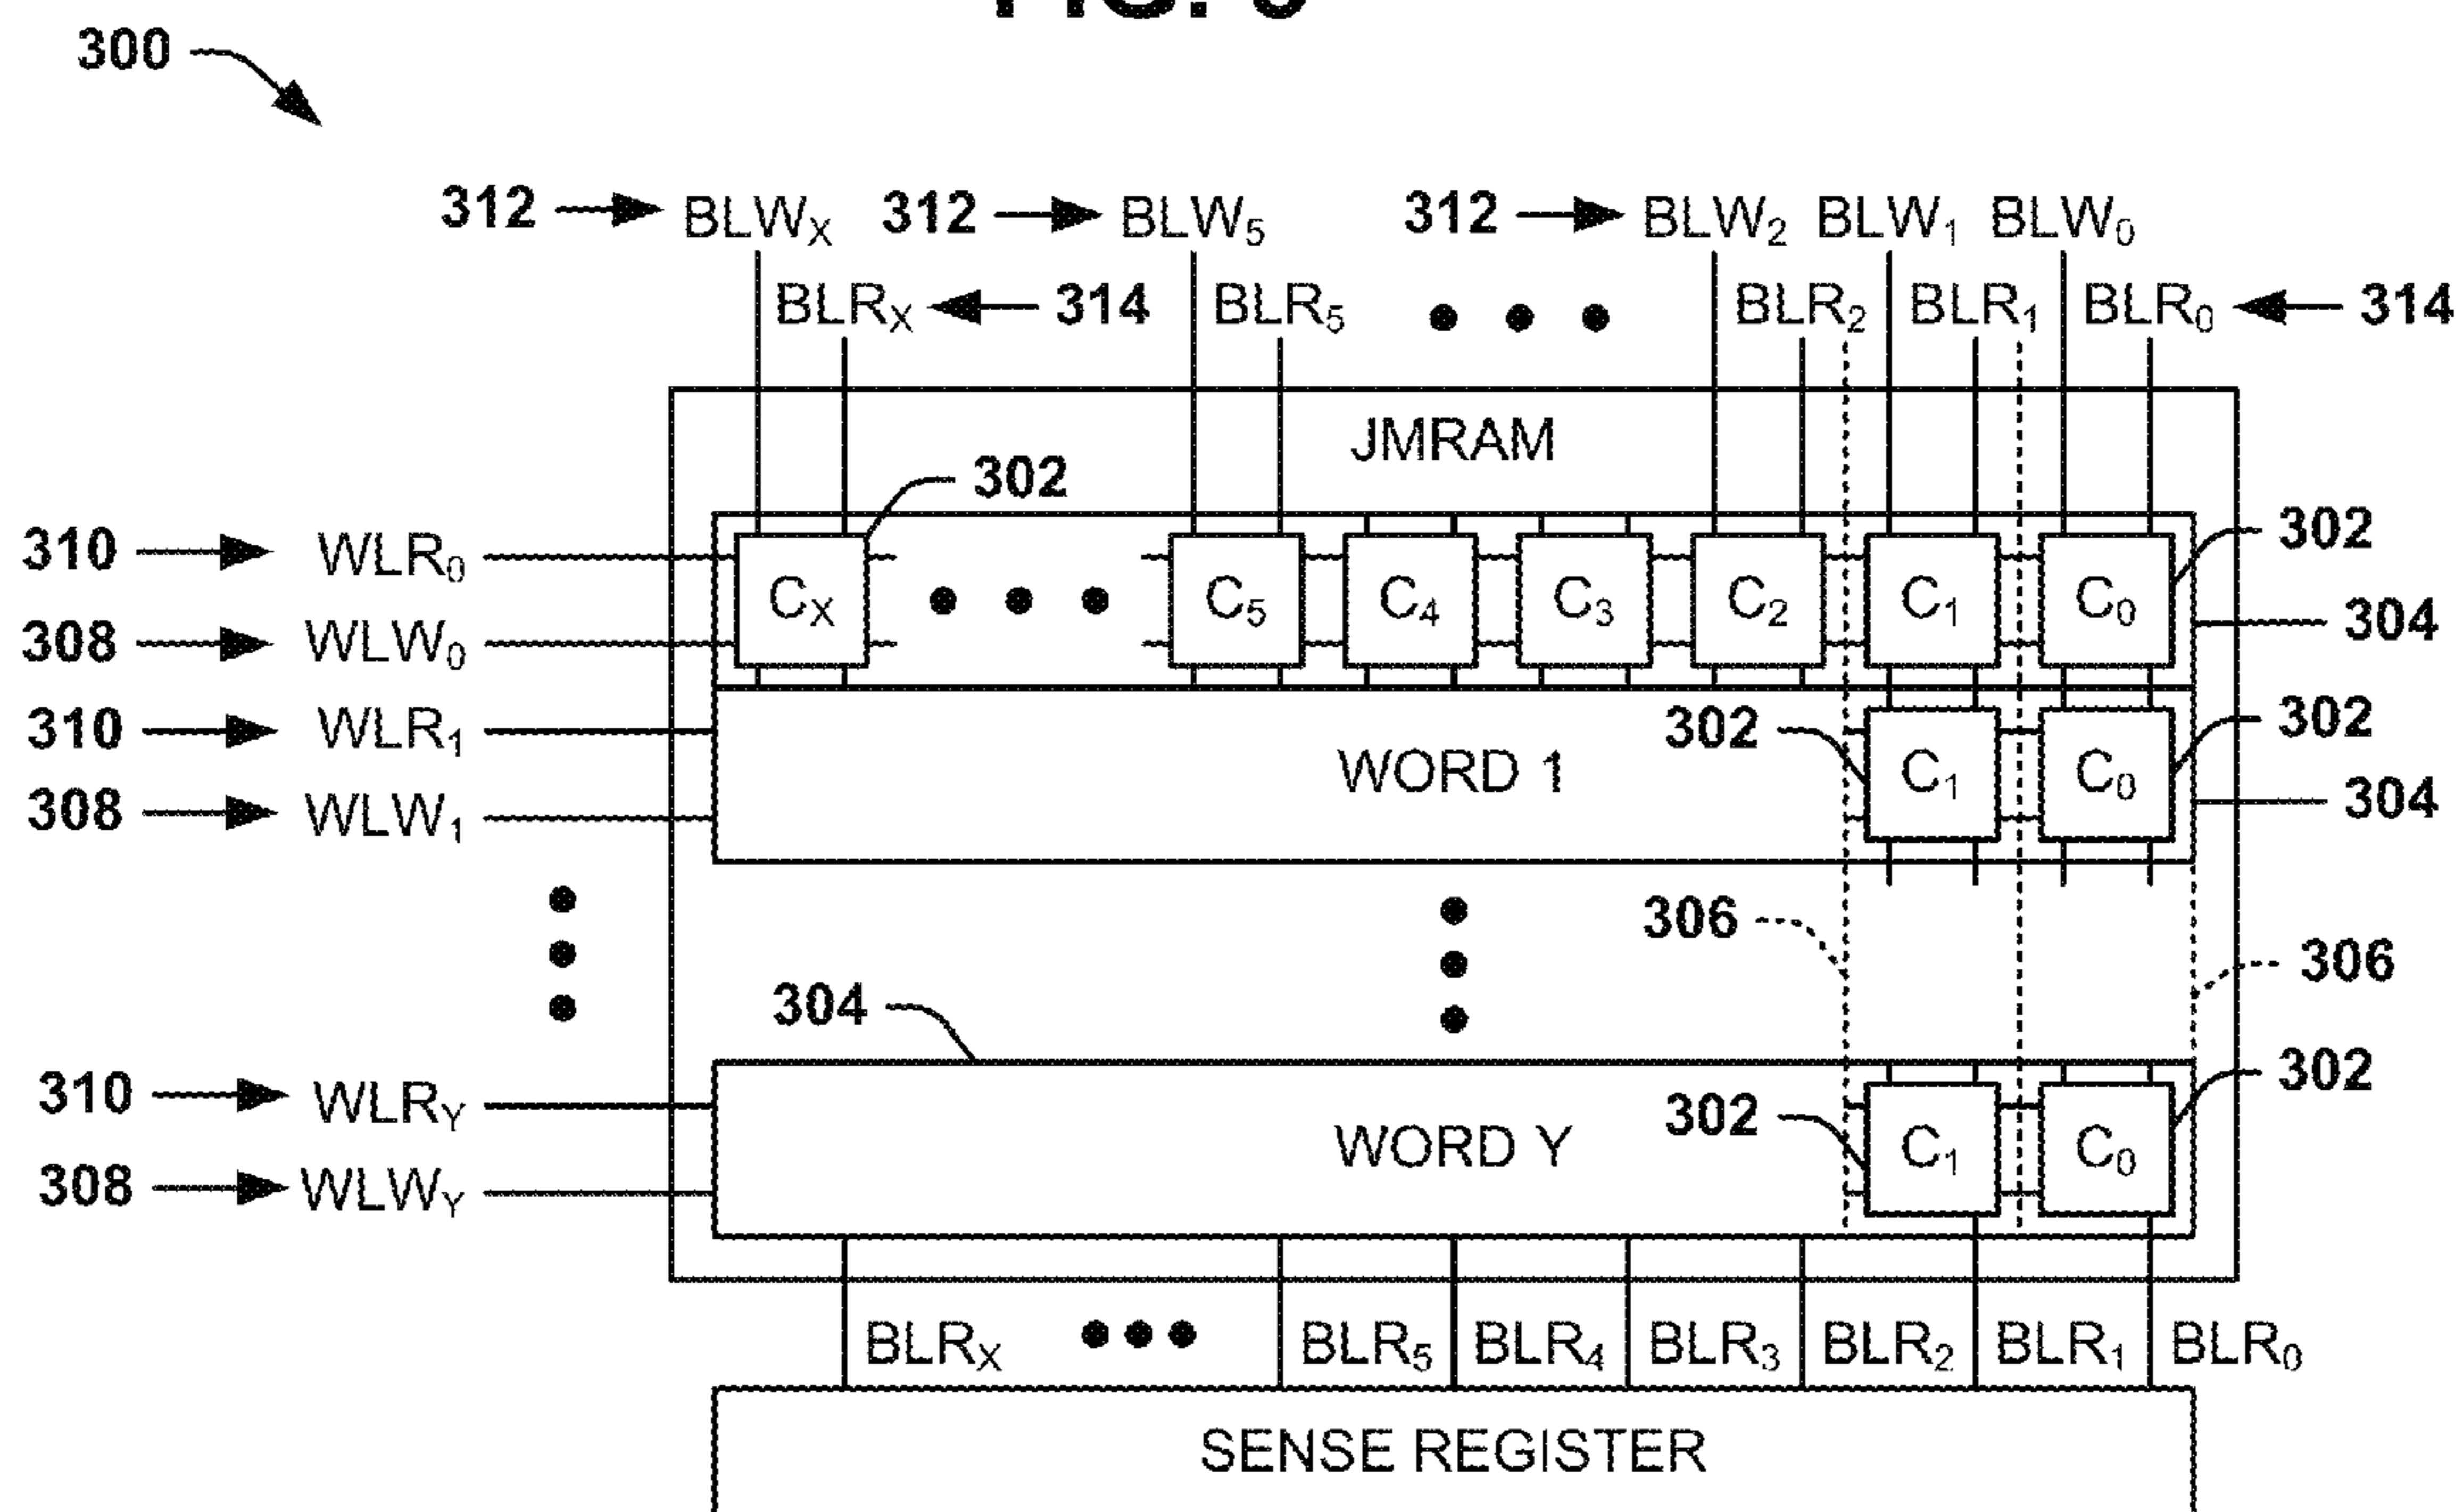 300
312 BLWX 312 BLW5 312 BLW2 BLW1 BLW0
BLRX 314 BLR5 BLR2 BLR1 BLR0 314
JMRAM
302
310 WLR0 302
CX C5 C4 C3 C2 C1 C0
308 WLW0 304
310 WLR1 302 302
WORD 1 C1 C0
308 WLW1 304
306 306
304
310 WLRY 302 302
WORD Y C1 C0
308 WLWY
BLRX BLR5 BLR4 BLR3 BLR2 BLR1 BLR0
SENSE REGISTER